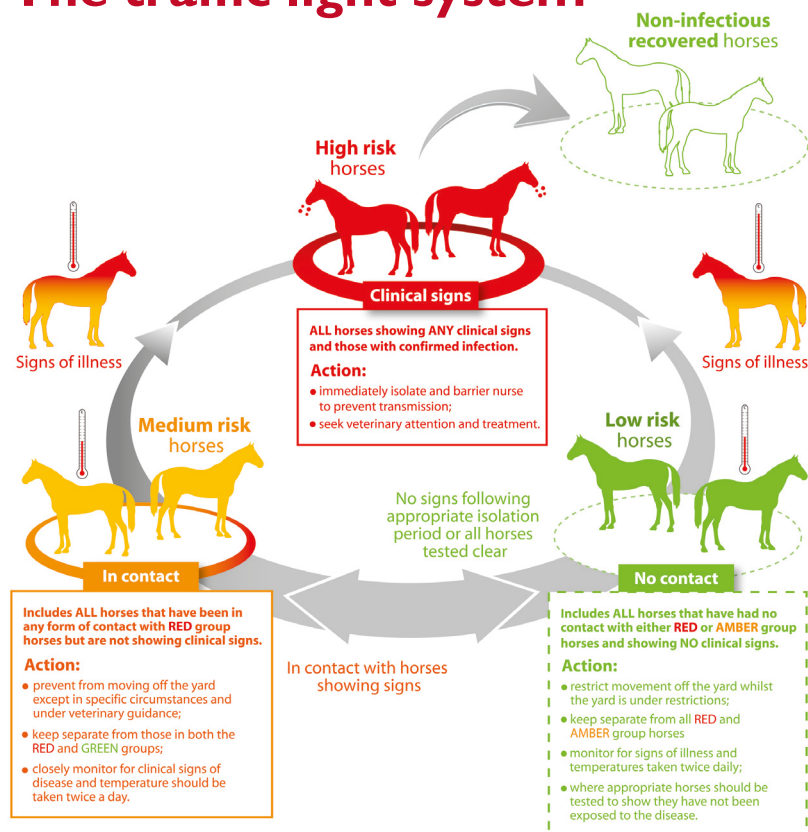 The traffic light system
Non-infectious
recovered horses
High risk
horses
Clinical signs
ALL horses showing ANY clinical signs
and those with confirmed infection.
Action:
• immediately isolate and barrier nurse
to prevent transmission;
• seek veterinary attention and treatment.
Signs of illness
Signs of illness
Medium risk
horses
Low risk
horses
No signs following
appropriate isolation
period or all horses
tested clear
In contact
Includes ALL horses that have been in
any form of contact with RED group
horses but are not showing clinical signs.
Action:
• prevent from moving off the yard
except in specific circumstances and
under veterinary guidance;
• keep separate from those in both the
RED and GREEN groups;
• closely monitor for clinical signs of
disease and temperature should be
taken twice a day.
In contact with horses
showing signs
No contact
Includes ALL horses that have had no
contact with either RED or AMBER group
horses and showing NO clinical signs.
Action:
• restrict movement off the yard whilst
the yard is under restrictions;
• keep separate from all RED and
AMBER group horses
• monitor for signs of illness and
temperatures taken twice daily;
• where appropriate horses should be
tested to show they have not been
exposed to the disease.